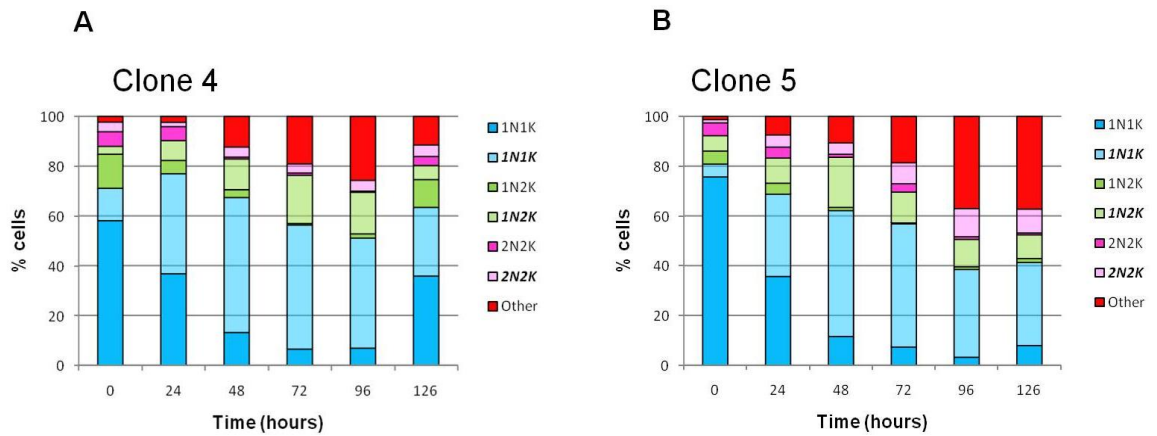 A
B
Clone 4
Clone 5
% cells
100
80
60
40
20
0
0 24 48 72 96 126
Time (hours)
1N1K
1N1K
1N2K
1N2K
2N2K
2N2K
Other
% cells
100
80
60
40
20
0
0 24 48 72 96 126
Time (hours)
1N1K
1N1K
1N2K
1N2K
2N2K
2N2K
Other